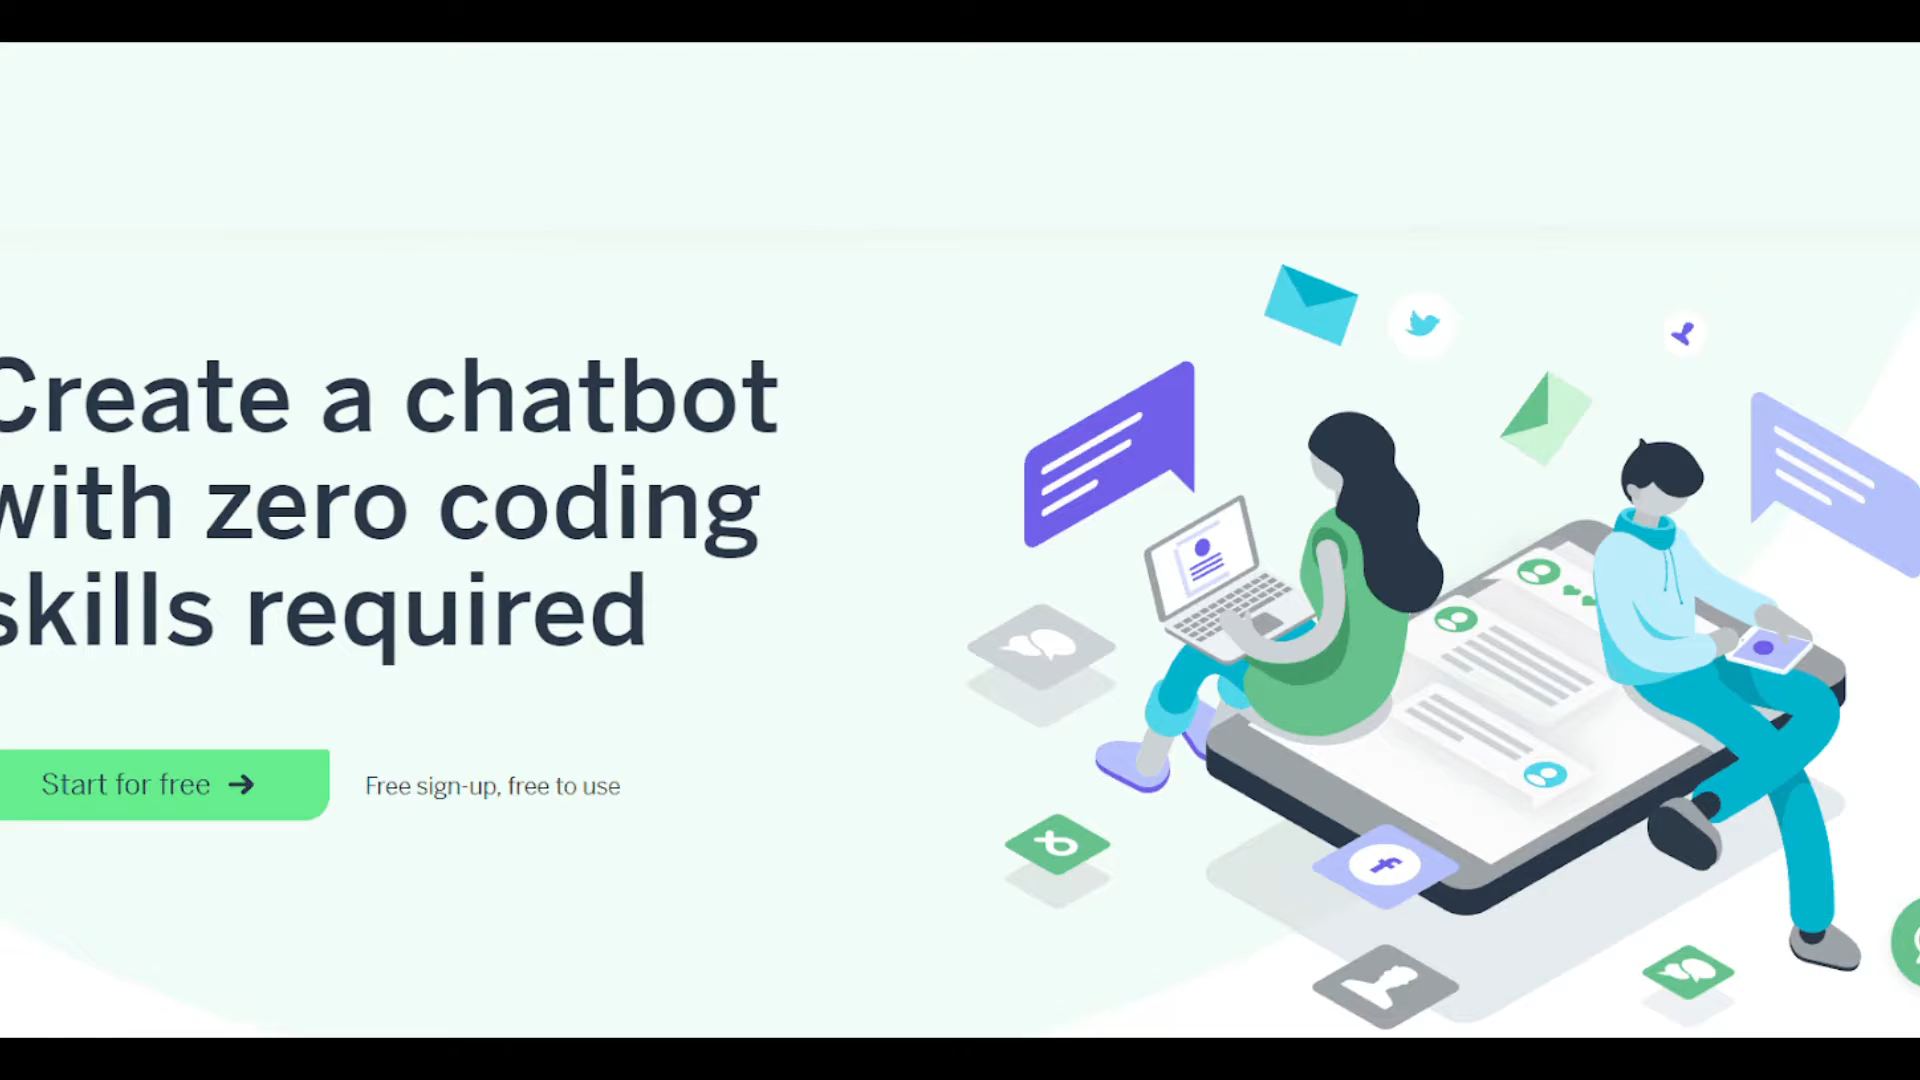 Create a chatbot
with zero coding
skills required
Start for free →
Free sign-up, free to use